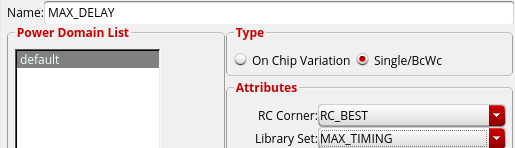 Name: MAX_DELAY
Power Domain List
default
Type
On Chip Variation Single/BcWc
Attributes
RC Corner: RC_BEST
Library Set: MAX_TIMING